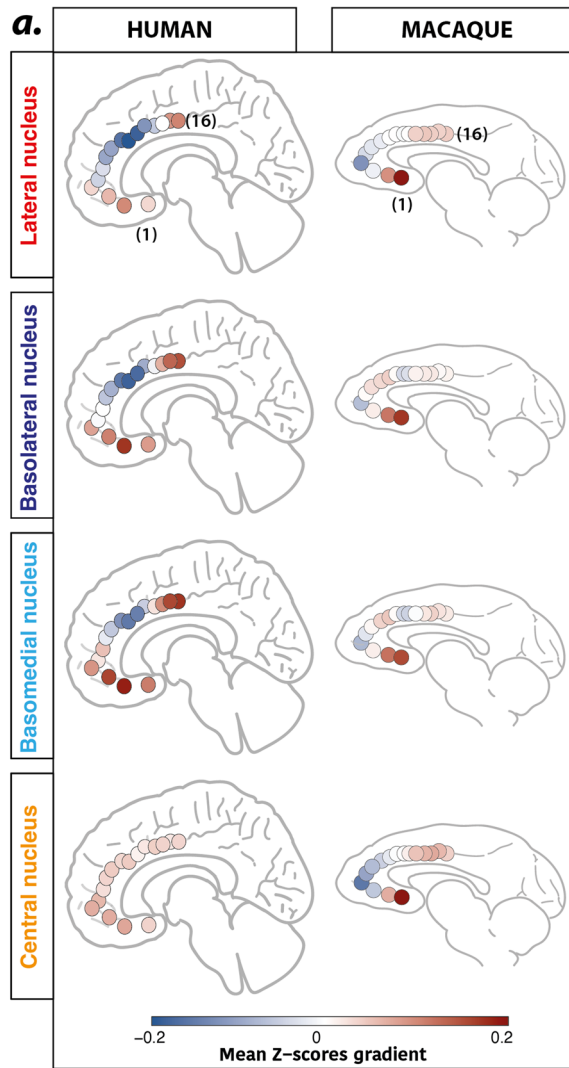 a.
HUMAN
MACAQUE
Lateral nucleus
(16)
(1)
(16)
(1)
Basolateral nucleus
Basomedial nucleus
Central nucleus
−0.2
0
0.2
Mean Z−scores gradient